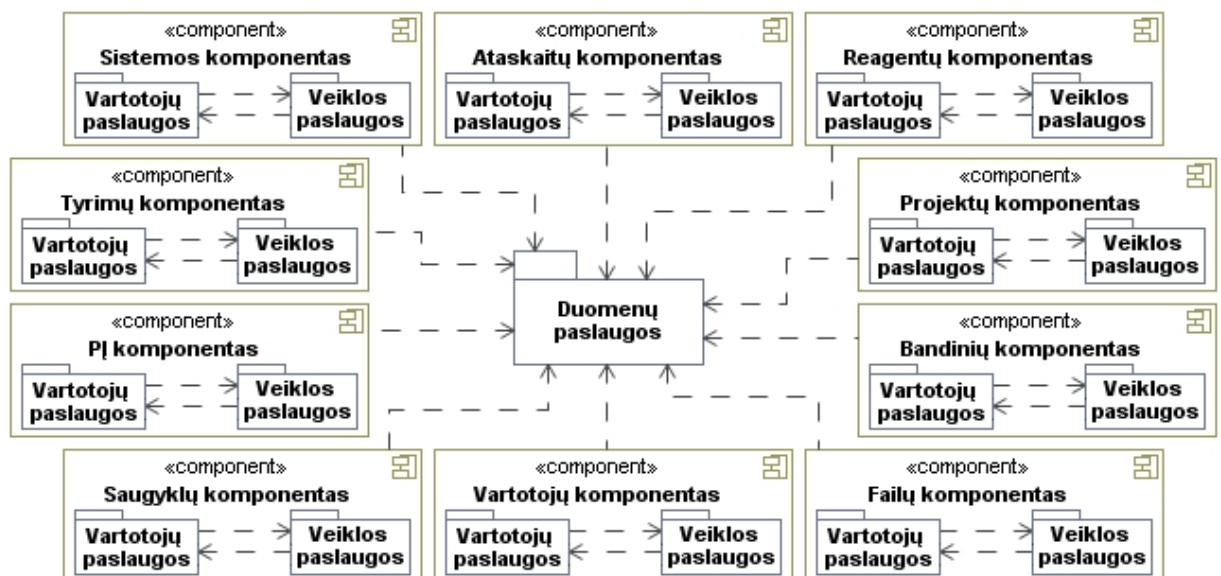 «component»
Sistemos komponentas
Vartotojų
paslaugos
Veiklos
paslaugos
«component»
Ataskaitų komponentas
Vartotojų
paslaugos
Veiklos
paslaugos
«component»
Reagentų komponentas
Vartotojų
paslaugos
Veiklos
paslaugos
«component»
Tyrimų komponentas
Vartotojų
paslaugos
Veiklos
paslaugos
«component»
Projektų komponentas
Vartotojų
paslaugos
Veiklos
paslaugos
Duomenų
paslaugos
«component»
PĮ komponentas
Vartotojų
paslaugos
Veiklos
paslaugos
«component»
Bandinių komponentas
Vartotojų
paslaugos
Veiklos
paslaugos
«component»
Saugyklų komponentas
Vartotojų
paslaugos
Veiklos
paslaugos
«component»
Vartotojų komponentas
Vartotojų
paslaugos
Veiklos
paslaugos
«component»
Failų komponentas
Vartotojų
paslaugos
Veiklos
paslaugos